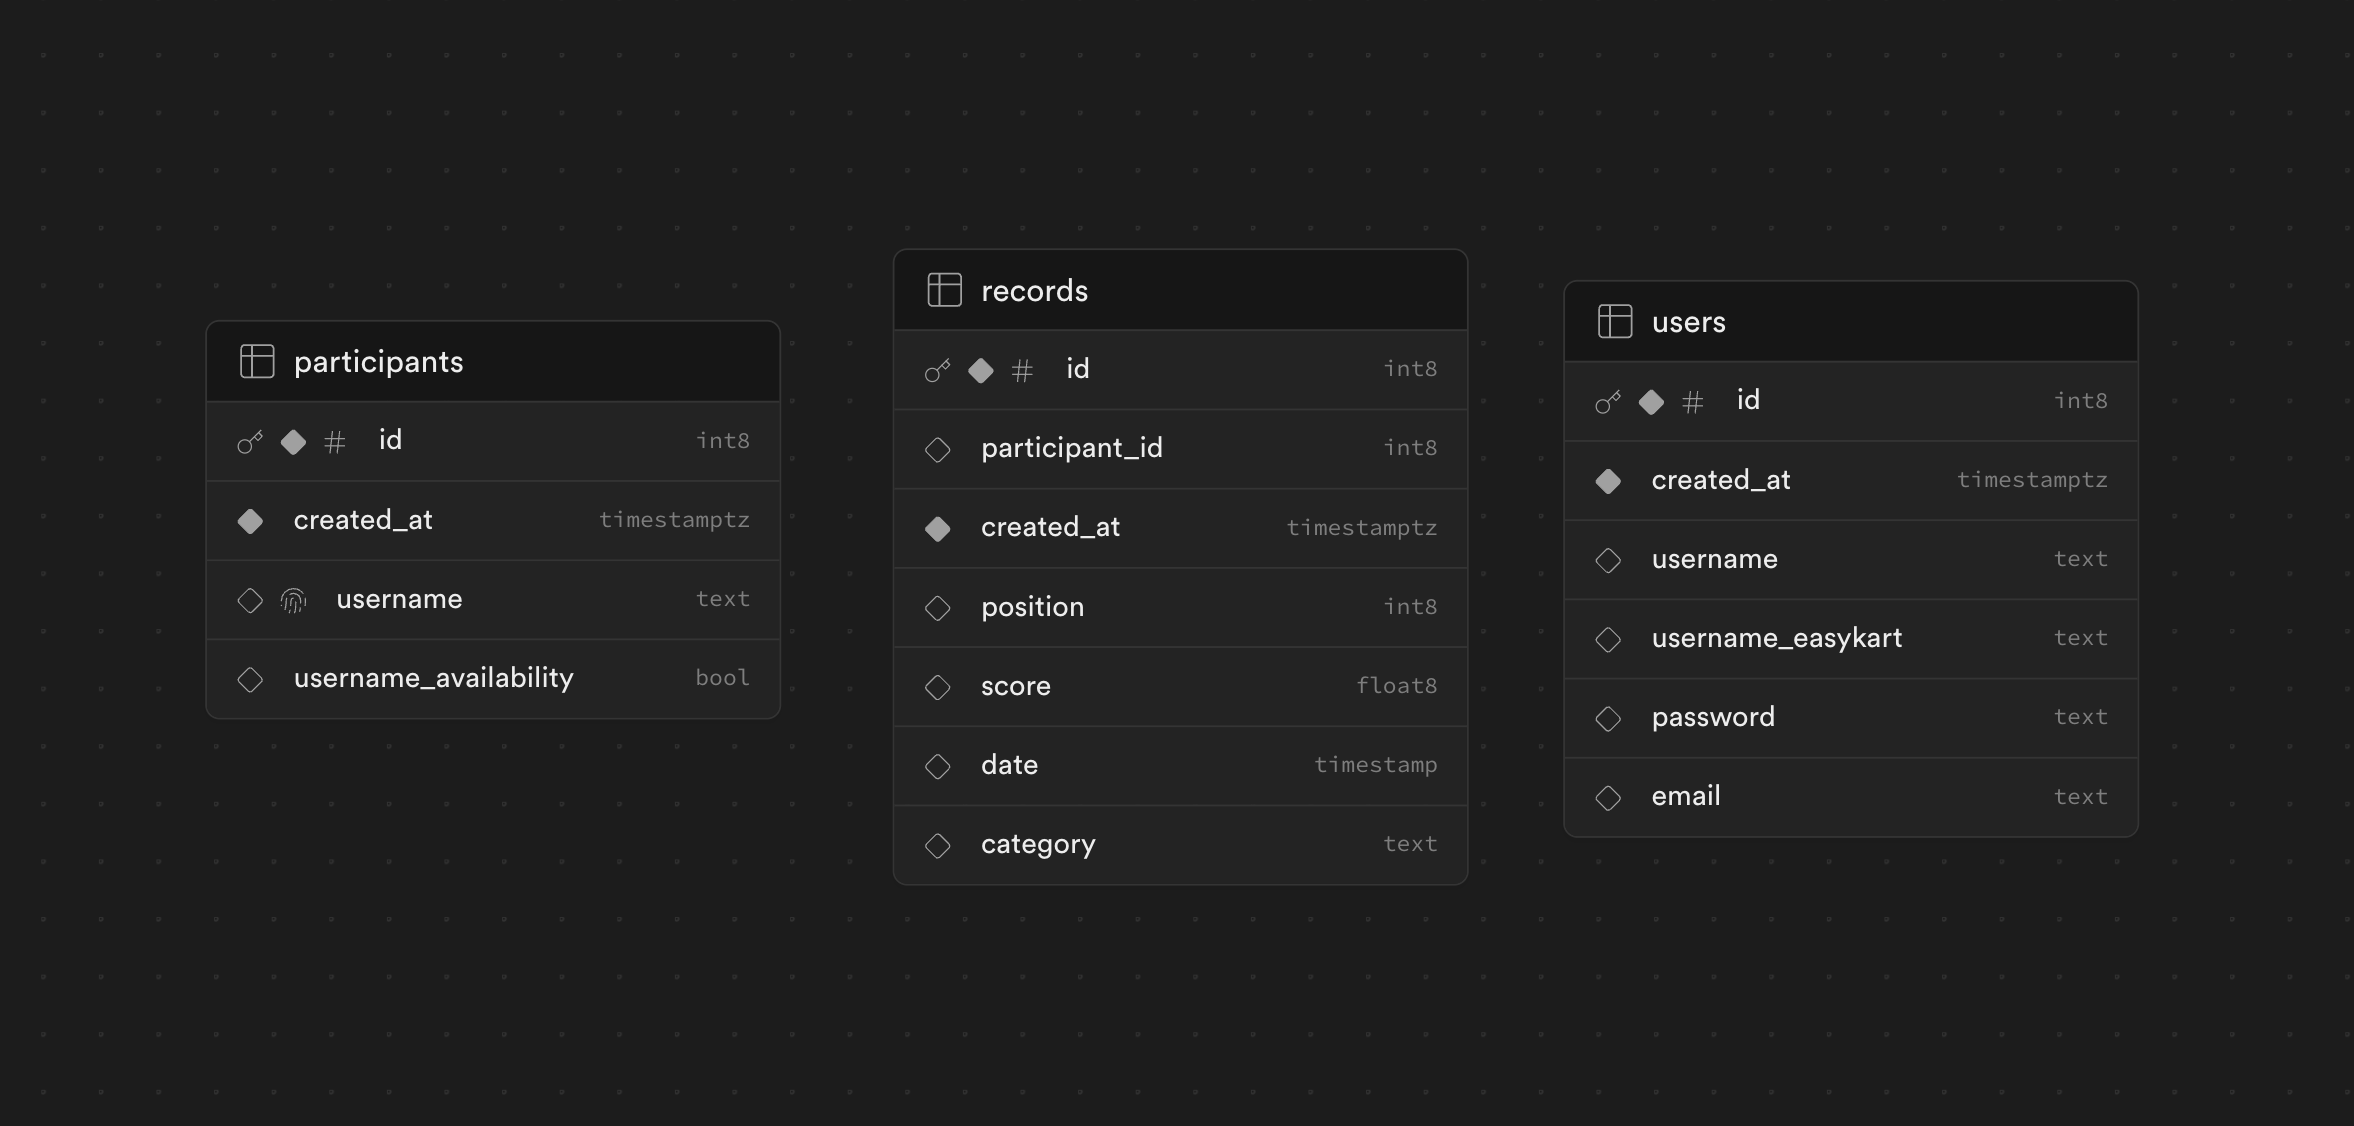 participants
id int8
created_at timestamptz
username text
username_availability bool
records
id int8
participant_id int8
created_at timestamptz
position int8
score float8
date timestamp
category text
users
id int8
created_at timestamptz
username text
username_easykart text
password text
email text